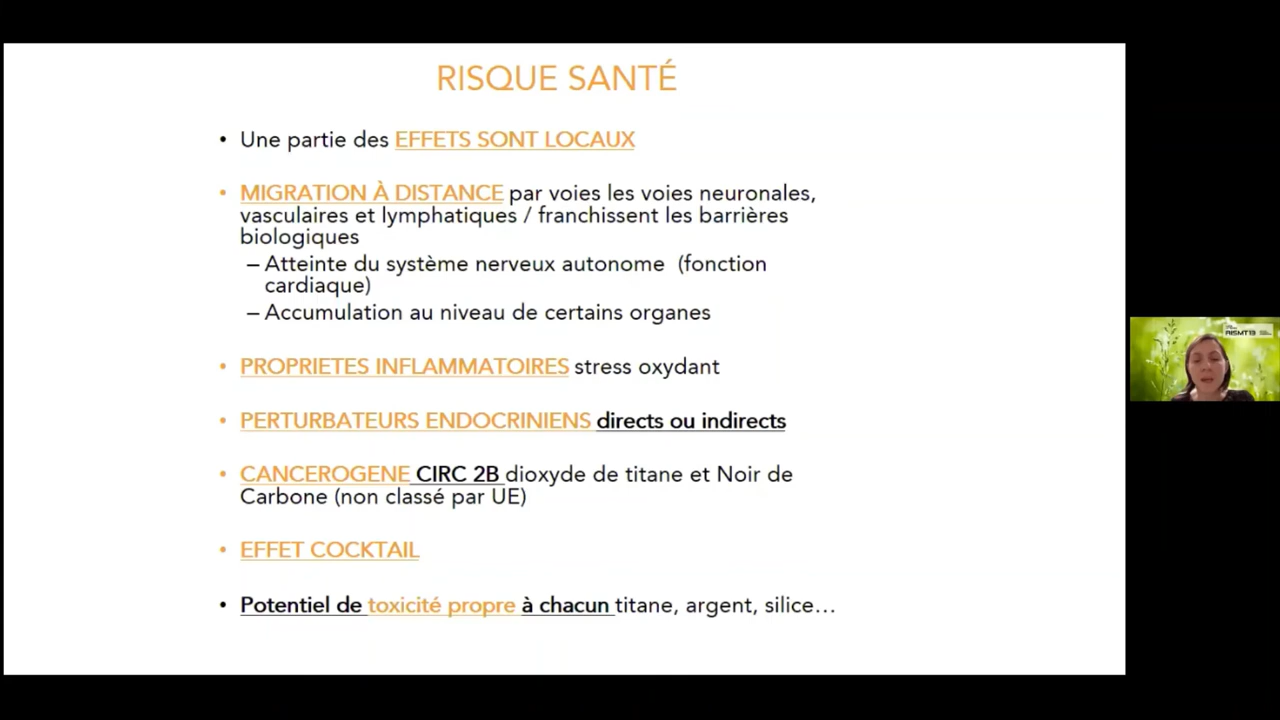 RISQUE SANTÉ
• Une partie des EFFETS SONT LOCAUX
• MIGRATION À DISTANCE par voies les voies neuronales,
vasculaires et lymphatiques / franchissent les barrières
biologiques
– Atteinte du système nerveux autonome (fonction
cardiaque)
– Accumulation au niveau de certains organes
• PROPRIETES INFLAMMATOIRES stress oxydant
• PERTURBATEURS ENDOCRINIENS directs ou indirects
• CANCEROGENE CIRC 2B dioxyde de titane et Noir de
Carbone (non classé par UE)
• EFFET COCKTAIL
• Potentiel de toxicité propre à chacun titane, argent, silice…
AISMT13